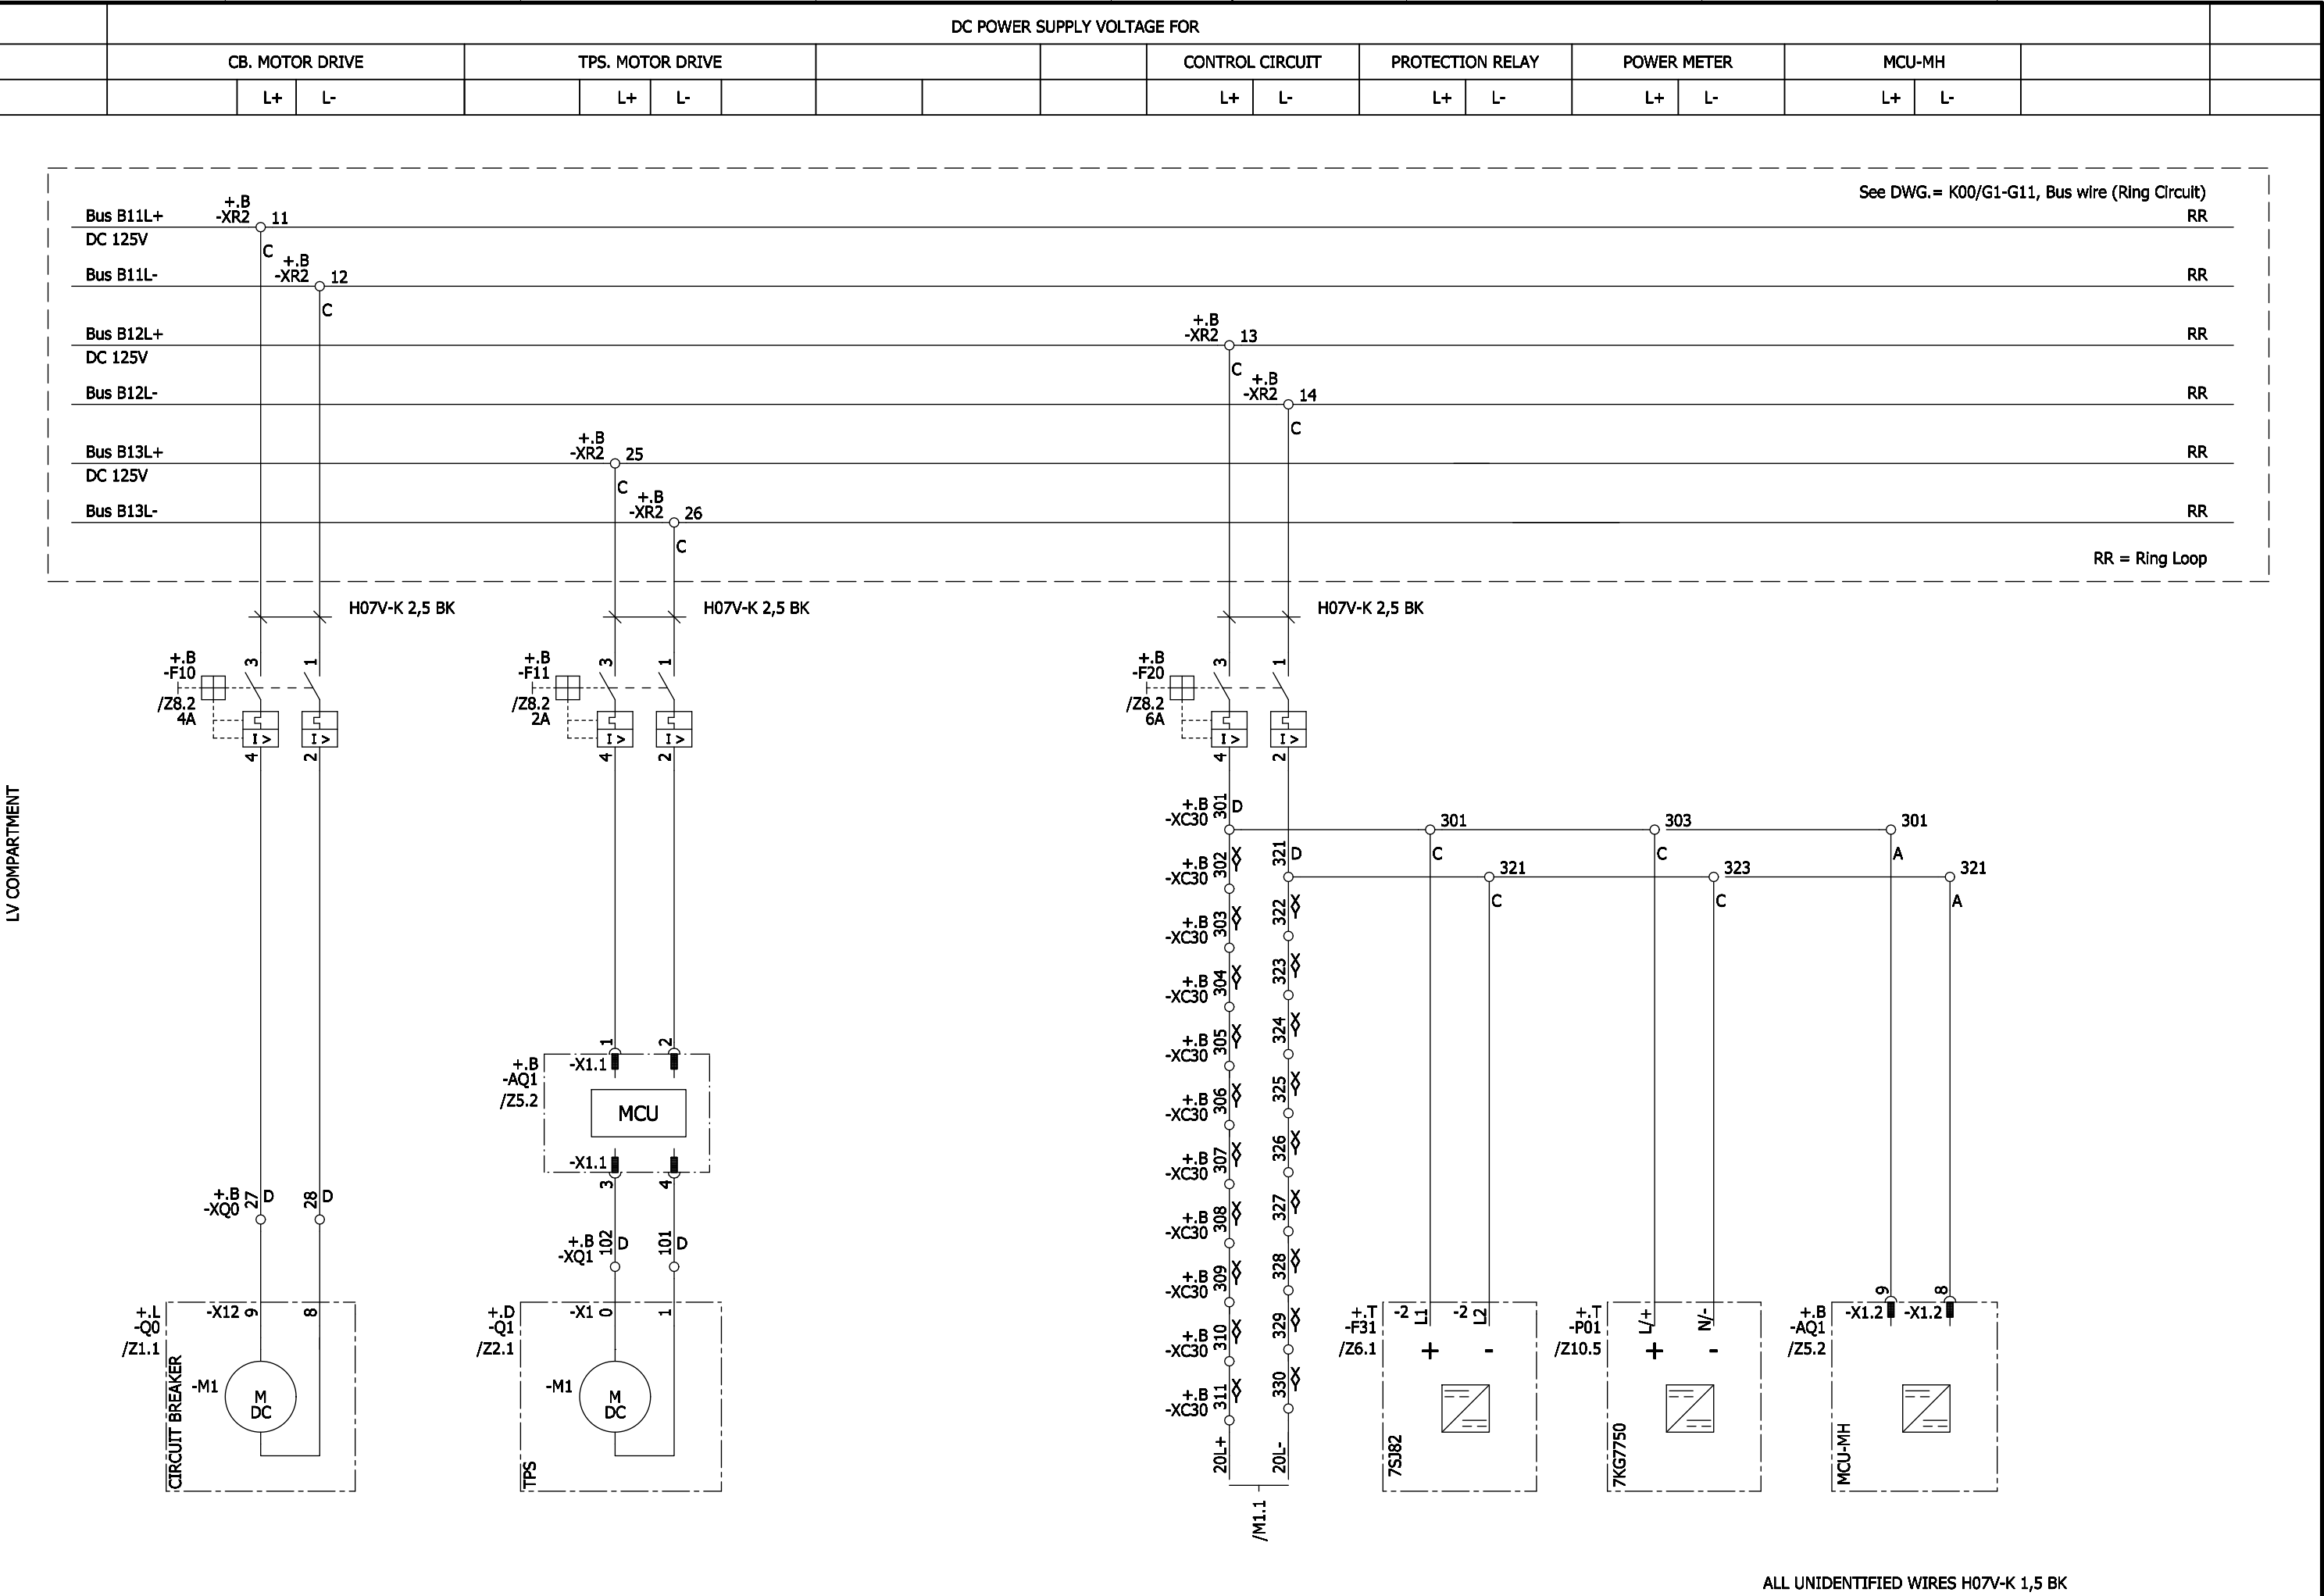 DC POWER SUPPLY VOLTAGE FOR
CB. MOTOR DRIVE TPS. MOTOR DRIVE CONTROL CIRCUIT PROTECTION RELAY POWER METER MCU-MH
L+ L- L+ L- L+ L- L+ L- L+ L- L+ L-
See DWG.= K00/G1-G11, Bus wire (Ring Circuit)
+.B
Bus B11L+ -XR2 11 RR
DC 125V
C
+.B
Bus B11L- -XR2 12 RR
C
+.B
Bus B12L+ -XR2 13 RR
DC 125V
C
+.B
Bus B12L- -XR2 14 RR
C
+.B
Bus B13L+ -XR2 25 RR
DC 125V
C
+.B
Bus B13L- -XR2 26 RR
C
RR = Ring Loop
H07V-K 2,5 BK H07V-K 2,5 BK H07V-K 2,5 BK
+.B 3 1 +.B 3 1 +.B 3 1
-F10 -F11 -F20
/Z8.2 /Z8.2 /Z8.2
4A 2A 6A
I > I > I > I > I > I >
4 2 4 2 4 2
LV COMPARTMENT
+.B 301 D
-XC30 301 303 301
C C A
+.B 302 321 D
-XC30 321 323 321
C C A
+.B 303 322
-XC30
+.B 304 323
-XC30
+.B 305 324
-XC30
+.B 306 325
-XC30
+.B 307 326
-XC30
+.B 308 327
-XC30
+.B 309 328
-XC30
+.B 310 329
-XC30
+.B 311 330
-XC30
20L+ 20L-
/M1.1
1 2
+.B -X1.1
-AQ1
/Z5.2
MCU
-X1.1
3 4
+.B 27 D 28 D
-XQ0
+.B 102 D 101 D
-XQ1
+.L -X12 9 8
-Q0
/Z1.1
-M1
M
DC
CIRCUIT BREAKER
+.D -X1 0 1
-Q1
/Z2.1
-M1
M
DC
TPS
+.T -2 L1 -2 L2
-F31
/Z6.1
+ -
7SJ82
+.T L/+ N/-
-P01
/Z10.5
+ -
7KG7750
9 8
+.B -X1.2 -X1.2
-AQ1
/Z5.2
MCU-MH
ALL UNIDENTIFIED WIRES H07V-K 1,5 BK